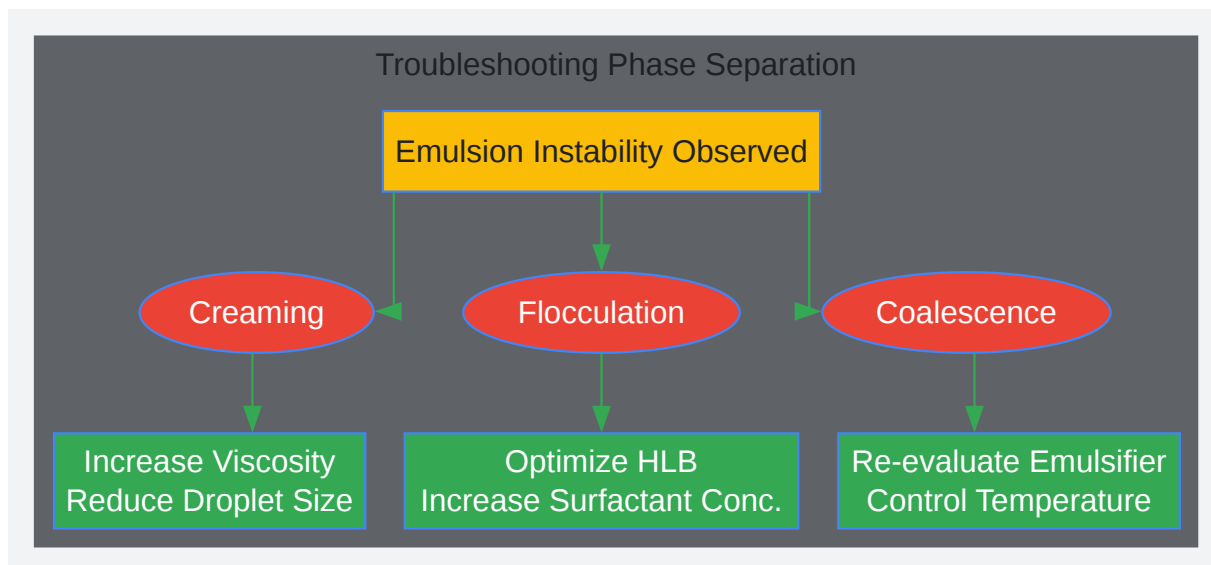 Troubleshooting Phase Separation
Emulsion Instability Observed
Creaming
Flocculation
Coalescence
Increase Viscosity
Reduce Droplet Size
Optimize HLB
Increase Surfactant Conc.
Re-evaluate Emulsifier
Control Temperature